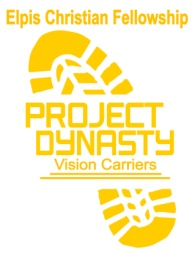 Elpis Christian Fellowship
PROJECT
DYNASTY
Vision Carriers